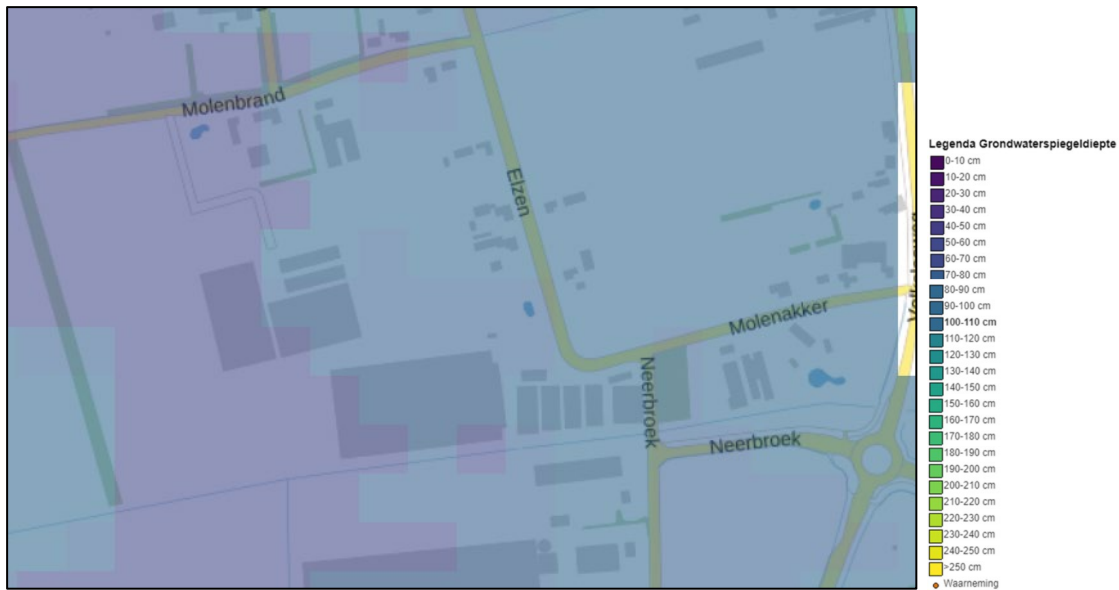 Molenbrand
Elzen
Molenakker
Neerbroek
Neerbroek
Legenda Grondwaterspiegeldiepte
0-10 cm
10-20 cm
20-30 cm
30-40 cm
40-50 cm
50-60 cm
60-70 cm
70-80 cm
80-90 cm
90-100 cm
100-110 cm
110-120 cm
120-130 cm
130-140 cm
140-150 cm
150-160 cm
160-170 cm
170-180 cm
180-190 cm
190-200 cm
200-210 cm
210-220 cm
220-230 cm
230-240 cm
240-250 cm
>250 cm
Waarneming